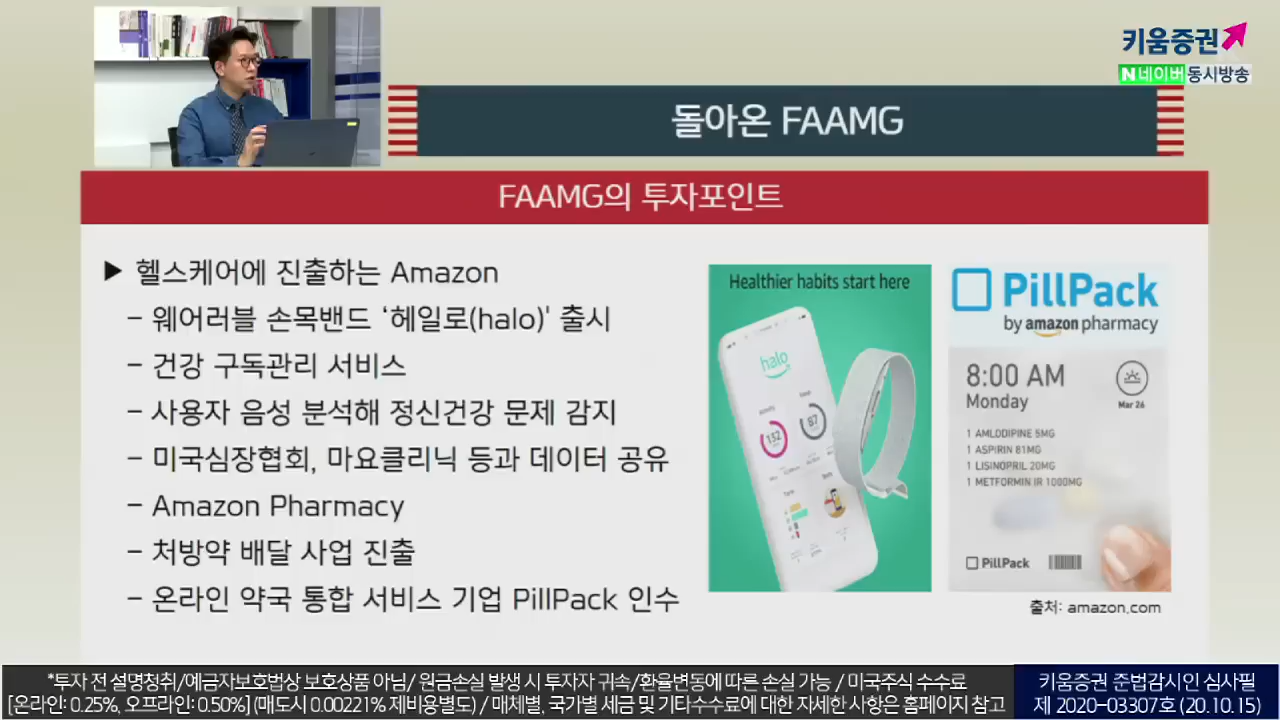 키움증권
N 네이버 동시방송
돌아온 FAAMG
FAAMG의 투자포인트
▶ 헬스케어에 진출하는 Amazon
- 웨어러블 손목밴드 ‘헤일로(halo)' 출시
- 건강 구독관리 서비스
- 사용자 음성 분석해 정신건강 문제 감지
- 미국심장협회, 마요클리닉 등과 데이터 공유
- Amazon Pharmacy
- 처방약 배달 사업 진출
- 온라인 약국 통합 서비스 기업 PillPack 인수
Healthier habits start here
halo
132
87
PillPack
by amazon pharmacy
8:00 AM
Monday
Mar 26
1 AMLODIPINE 5MG
1 ASPIRIN 81MG
1 LISINOPRIL 20MG
1 METFORMIN IR 1000MG
PillPack
출처: amazon.com
*투자 전 설명청취/예금자보호법상 보호상품 아님/ 원금손실 발생 시 투자자 귀속/환율변동에 따른 손실 가능 / 미국주식 수수료
[온라인: 0.25%, 오프라인: 0.50%] (매도시 0.00221% 제비용별도) / 매체별, 국가별 세금 및 기타수수료에 대한 자세한 사항은 홈페이지 참고
키움증권 준법감시인 심사필
제 2020-03307호 (20.10.15)